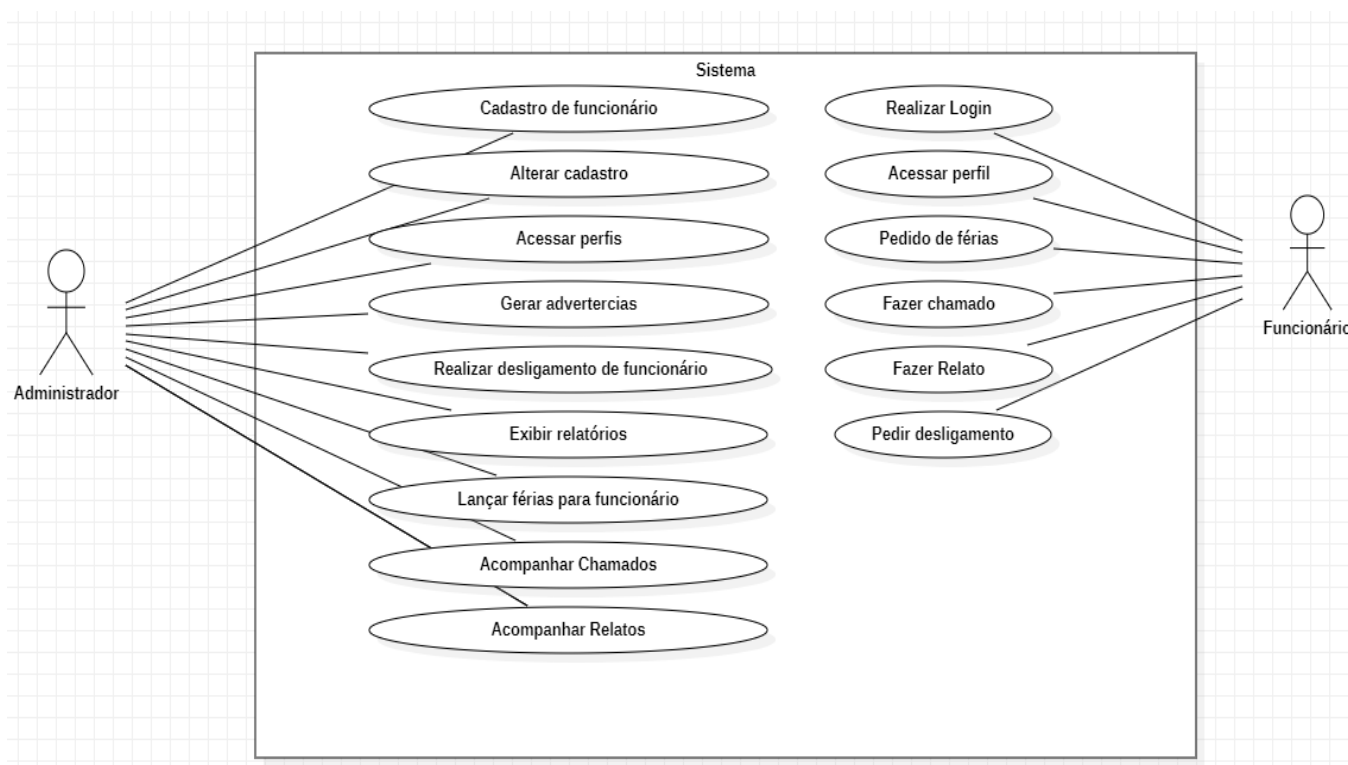 Sistema
Cadastro de funcionário
Alterar cadastro
Acessar perfis
Gerar advertercias
Realizar desligamento de funcionário
Exibir relatórios
Lançar férias para funcionário
Acompanhar Chamados
Acompanhar Relatos
Realizar Login
Acessar perfil
Pedido de férias
Fazer chamado
Fazer Relato
Pedir desligamento
Administrador
Funcionário